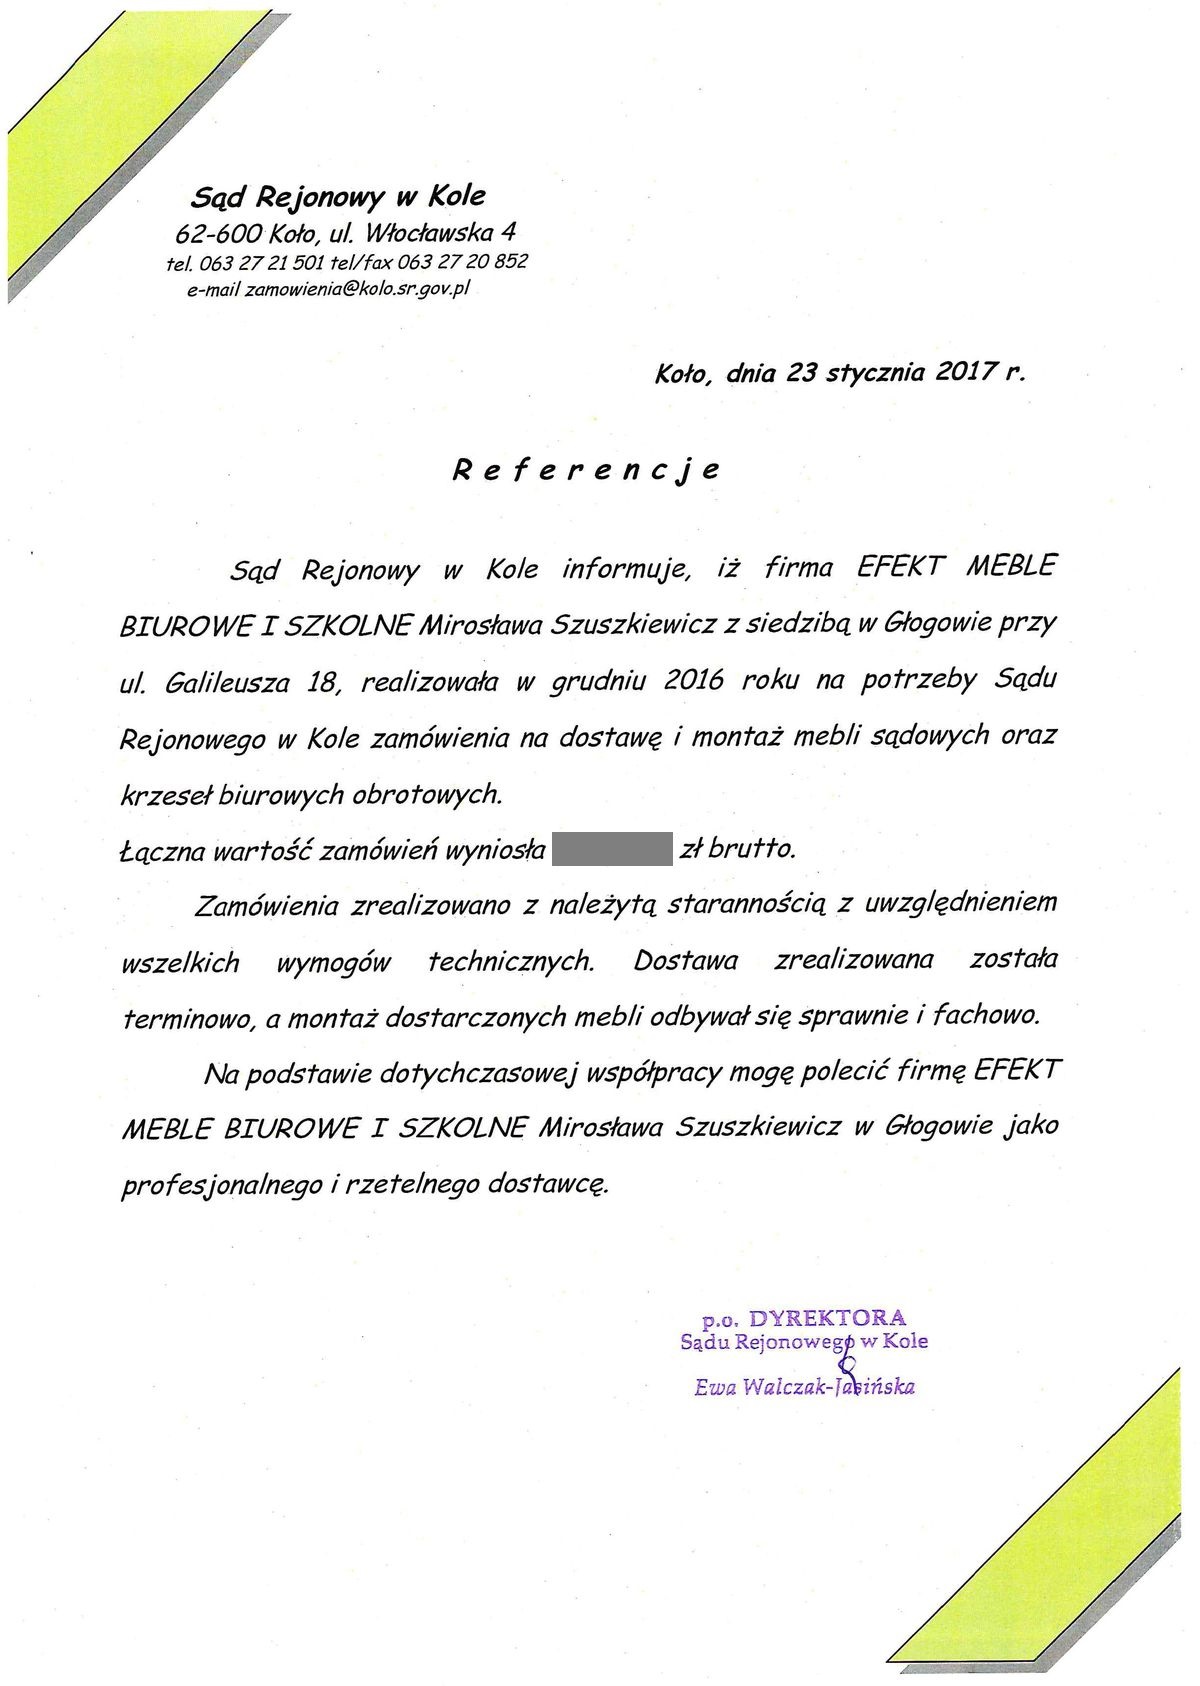 Sąd Rejonowy w Kole
62-600 Koło, ul. Włocławska 4
tel. 063 27 21 501 tel/fax 063 27 20 852
e-mail zamowienia@kolo.sr.gov.pl
Koło, dnia 23 stycznia 2017 r.
Referencje
Sąd Rejonowy w Kole informuje, iż firma EFEKT MEBLE
BIUROWE I SZKOLNE Mirosława Szuszkiewicz z siedzibą w Głogowie przy
ul. Galileusza 18, realizowała w grudniu 2016 roku na potrzeby Sądu
Rejonowego w Kole zamówienia na dostawę i montaż mebli sądowych oraz
krzeseł biurowych obrotowych.
Łączna wartość zamówień wyniosła zł brutto.
Zamówienia zrealizowano z należytą starannością z uwzględnieniem
wszelkich wymogów technicznych. Dostawa zrealizowana została
terminowo, a montaż dostarczonych mebli odbywał się sprawnie i fachowo.
Na podstawie dotychczasowej współpracy mogę polecić firmę EFEKT
MEBLE BIUROWE I SZKOLNE Mirosława Szuszkiewicz w Głogowie jako
profesjonalnego i rzetelnego dostawcę.
p.o. DYREKTORA
Sądu Rejonowego w Kole
Ewa Walczak-Jasińska